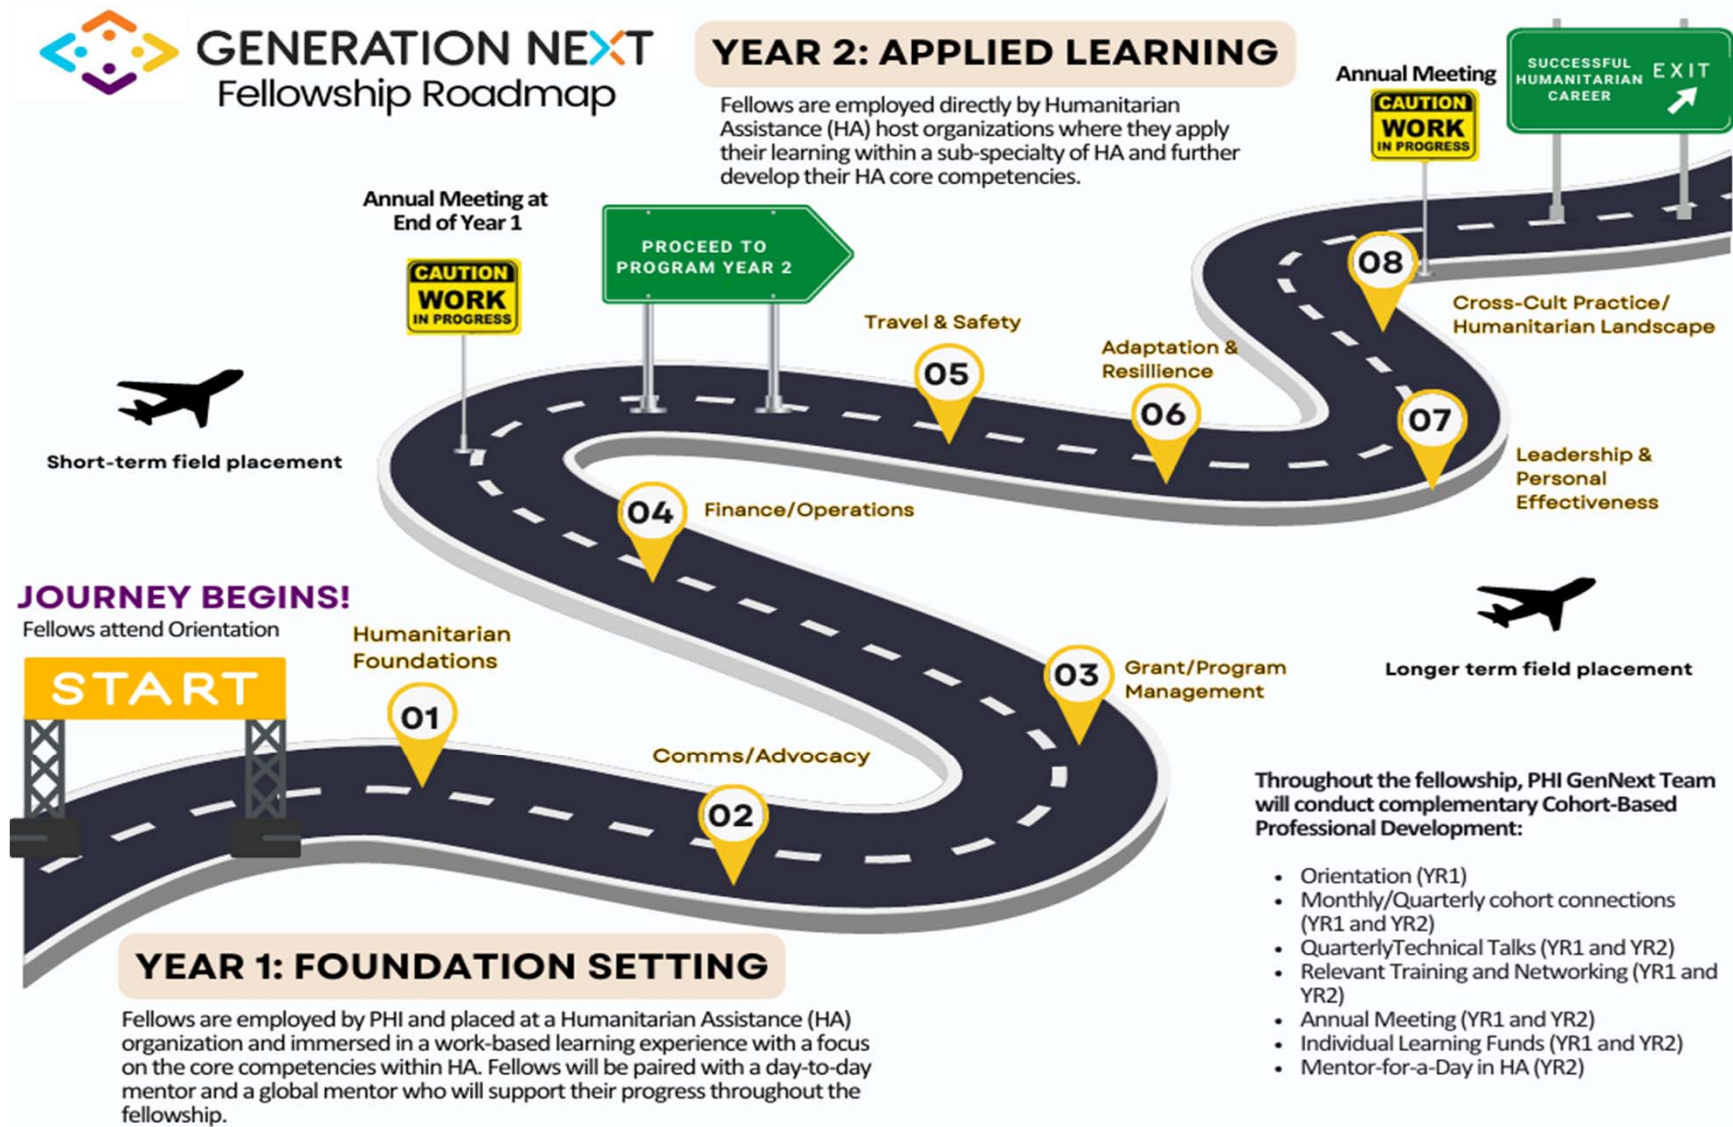 GENERATION NEXT
Fellowship Roadmap
YEAR 2: APPLIED LEARNING
Fellows are employed directly by Humanitarian
Assistance (HA) host organizations where they apply
their learning within a sub-specialty of HA and further
develop their HA core competencies.
Annual Meeting
CAUTION
WORK
IN PROGRESS
SUCCESSFUL
HUMANITARIAN
CAREER
EXIT
Annual Meeting at
End of Year 1
CAUTION
WORK
IN PROGRESS
PROCEED TO
PROGRAM YEAR 2
Travel & Safety
05
Adaptation &
Resillience
06
08
Cross-Cult Practice/
Humanitarian Landscape
07
Leadership &
Personal
Effectiveness
Short-term field placement
04
Finance/Operations
JOURNEY BEGINS!
Fellows attend Orientation
START
Humanitarian
Foundations
01
Comms/Advocacy
02
03
Grant/Program
Management
Longer term field placement
Throughout the fellowship, PHI GenNext Team
will conduct complementary Cohort-Based
Professional Development:
• Orientation (YR1)
• Monthly/Quarterly cohort connections
(YR1 and YR2)
• QuarterlyTechnical Talks (YR1 and YR2)
• Relevant Training and Networking (YR1 and
YR2)
• Annual Meeting (YR1 and YR2)
• Individual Learning Funds (YR1 and YR2)
• Mentor-for-a-Day in HA (YR2)
YEAR 1: FOUNDATION SETTING
Fellows are employed by PHI and placed at a Humanitarian Assistance (HA)
organization and immersed in a work-based learning experience with a focus
on the core competencies within HA. Fellows will be paired with a day-to-day
mentor and a global mentor who will support their progress throughout the
fellowship.